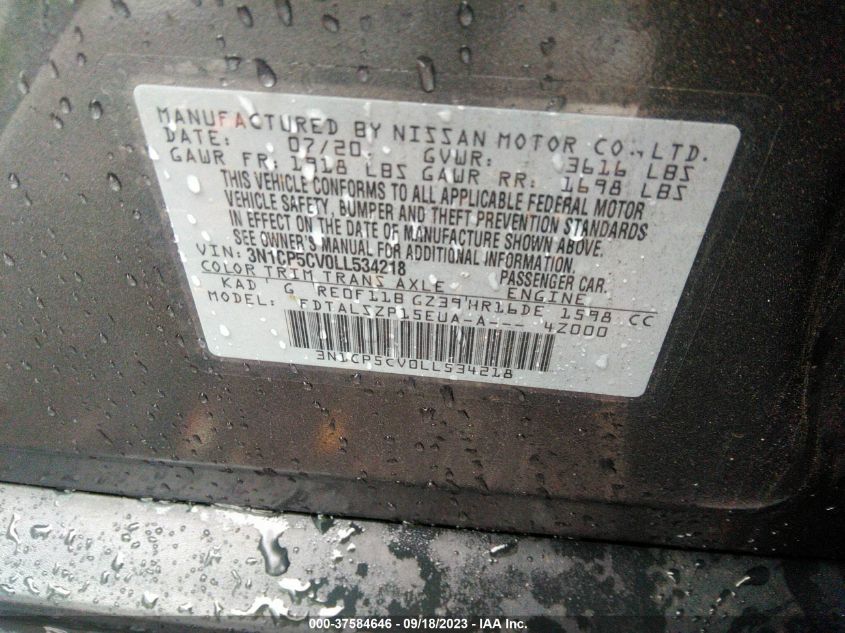 MANUFACTURED BY NISSAN MOTOR CO., LTD.
DATE: 07/20 GVWR: 3616 LBS
GAWR FR: 1918 LBS GAWR RR: 1698 LBS
THIS VEHICLE CONFORMS TO ALL APPLICABLE FEDERAL MOTOR
VEHICLE SAFETY, BUMPER AND THEFT PREVENTION STANDARDS
IN EFFECT ON THE DATE OF MANUFACTURE SHOWN ABOVE.
SEE OWNER'S MANUAL FOR ADDITIONAL INFORMATION.
VIN: 3N1CP5CV0LL534218 PASSENGER CAR.
COLOR TRIM TRANS AXLE ENGINE
KAD G RE0F11B GZ39 HR16DE 1598 CC
MODEL: FDTALSZP15EUA-A--- 4Z000
3N1CP5CV0LL534218
000-37584646 - 09/18/2023 - © IAA Inc.